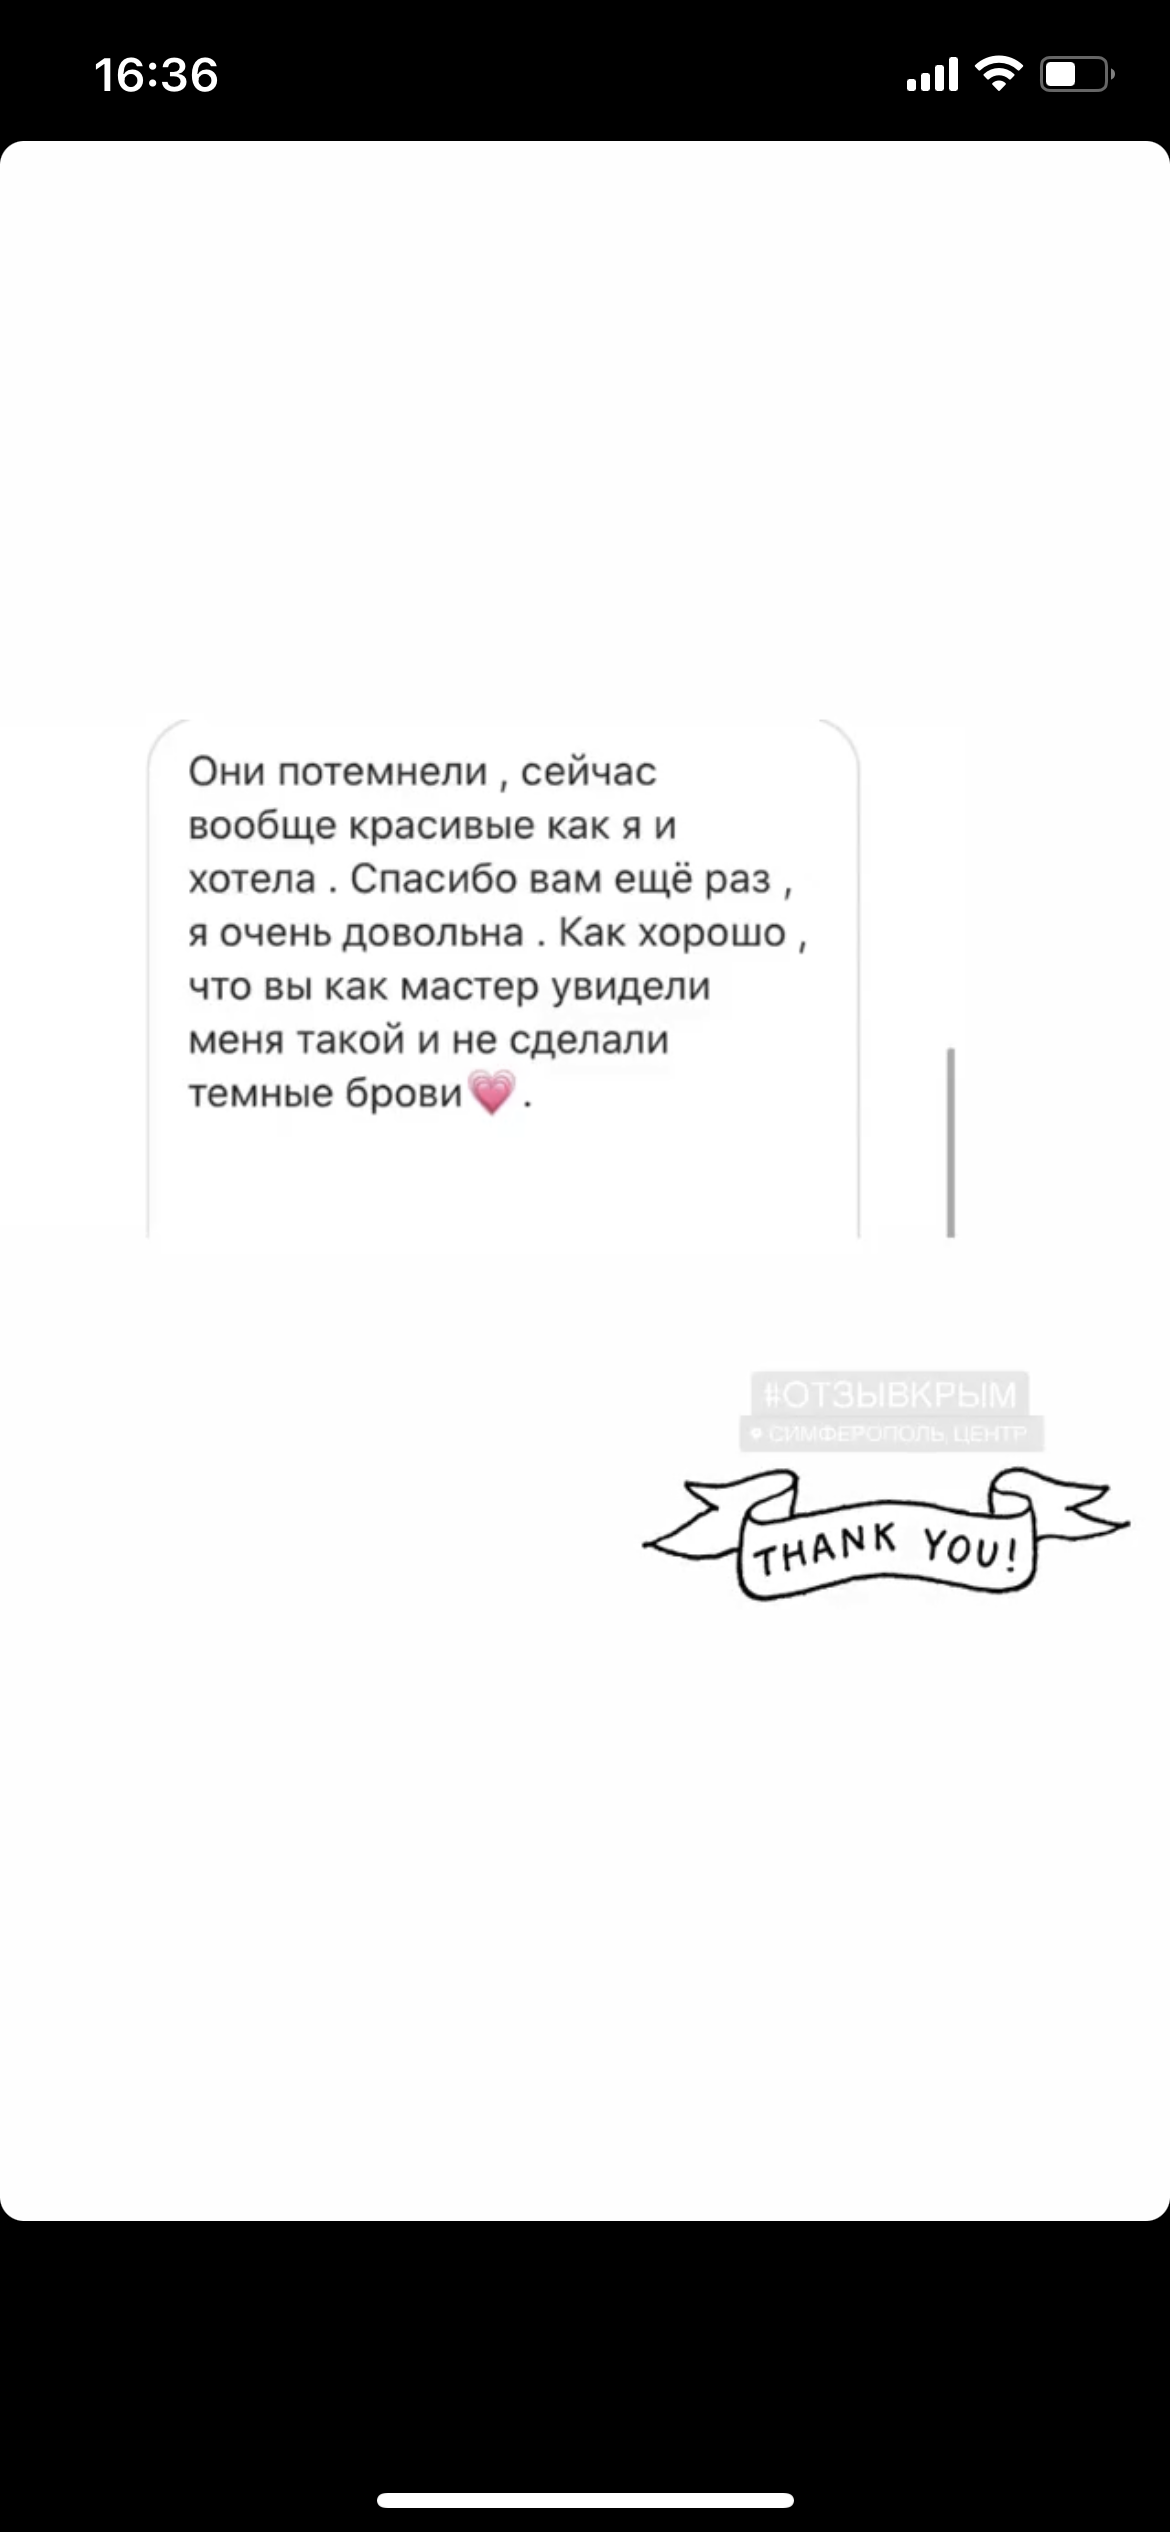 16:36
Они потемнели , сейчас
вообще красивые как я и
хотела . Спасибо вам ещё раз ,
я очень довольна . Как хорошо ,
что вы как мастер увидели
меня такой и не сделали
темные брови💗 .
#ОТЗЫВКРЫМ
СИМФЕРОПОЛЬ, ЦЕНТР
THANK YOU!